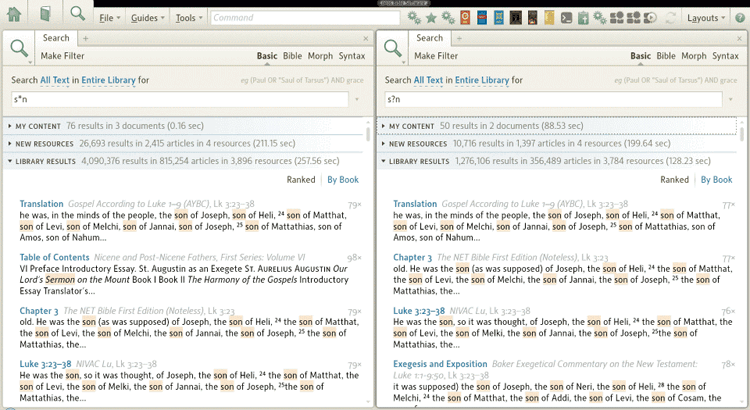 File Guides Tools Command Layouts
Search
Make Filter Basic Bible Morph Syntax
Search All Text in Entire Library for eg (Paul OR "Saul of Tarsus") AND grace
s*n
MY CONTENT 76 results in 3 documents (0.16 sec)
NEW RESOURCES 26,693 results in 2,415 articles in 4 resources (211.15 sec)
LIBRARY RESULTS 4,090,376 results in 815,254 articles in 3,896 resources (257.56 sec)
Ranked By Book
Translation Gospel According to Luke 1–9 (AYBC), Lk 3:23–38 79×
he was, in the minds of the people, the son of Joseph, son of Heli, 24 son of Matthat,
son of Levi, son of Melchi, son of Jannai, son of Joseph, 25 son of Mattathias, son of
Amos, son of Nahum...
Table of Contents Nicene and Post-Nicene Fathers, First Series: Volume VI 98×
VI Preface Introductory Essay. St. Augustin as an Exegete St. Aurelius Augustin Our
Lord's Sermon on the Mount Book I Book II The Harmony of the Gospels Introductory
Essay Translator's...
Chapter 3 The NET Bible First Edition (Noteless), Lk 3:23 79×
old. He was the son (as was supposed) of Joseph, the son of Heli, 24 the son of Matthat,
the son of Levi, the son of Melchi, the son of Jannai, the son of Joseph, 25 the son of
Mattathias, the...
Luke 3:23–38 NIVAC Lu, Lk 3:23–38 79×
He was the son, so it was thought, of Joseph, the son of Heli, 24 the son of Matthat, the
son of Levi, the son of Melki, the son of Jannai, the son of Joseph, 25the son of
Mattathias, the...
Search
Make Filter Basic Bible Morph Syntax
Search All Text in Entire Library for eg (Paul OR "Saul of Tarsus") AND grace
s?n
MY CONTENT 50 results in 2 documents (88.53 sec)
NEW RESOURCES 10,716 results in 1,397 articles in 4 resources (199.64 sec)
LIBRARY RESULTS 1,276,106 results in 356,489 articles in 3,784 resources (128.23 sec)
Ranked By Book
Translation Gospel According to Luke 1–9 (AYBC), Lk 3:23–38 77×
he was, in the minds of the people, the son of Joseph, son of Heli, 24 son of Matthat,
son of Levi, son of Melchi, son of Jannai, son of Joseph, 25 son of Mattathias, son of
Amos, son of Nahum...
Chapter 3 The NET Bible First Edition (Noteless), Lk 3:23 77×
old. He was the son (as was supposed) of Joseph, the son of Heli, 24 the son of Matthat,
the son of Levi, the son of Melchi, the son of Jannai, the son of Joseph, 25 the son of
Mattathias, the...
Luke 3:23–38 NIVAC Lu, Lk 3:23–38 76×
He was the son, so it was thought, of Joseph, the son of Heli, 24 the son of Matthat, the
son of Levi, the son of Melki, the son of Jannai, the son of Joseph, 25the son of
Mattathias, the...
Exegesis and Exposition Baker Exegetical Commentary on the New Testament: 78×
Luke 1:1-9:50, Lk 3:23–38
it was supposed) the son of Joseph, the son of Neri, the son of Heli, 28 the son of
Melchi, 24 the son of Matthat, the son of Addi, the son of Levi, the son of Cosam, the